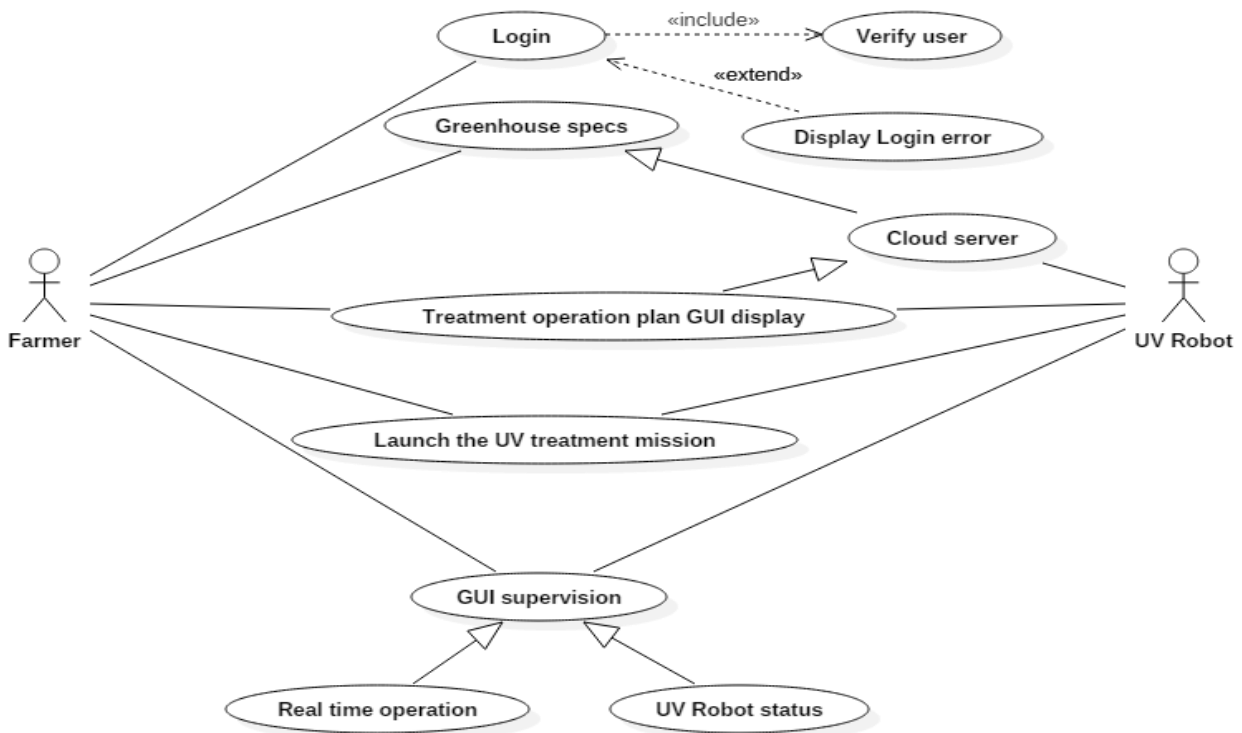 Login
«include»
Verify user
«extend»
Greenhouse specs
Display Login error
Cloud server
Treatment operation plan GUI display
Farmer
UV Robot
Launch the UV treatment mission
GUI supervision
Real time operation
UV Robot status